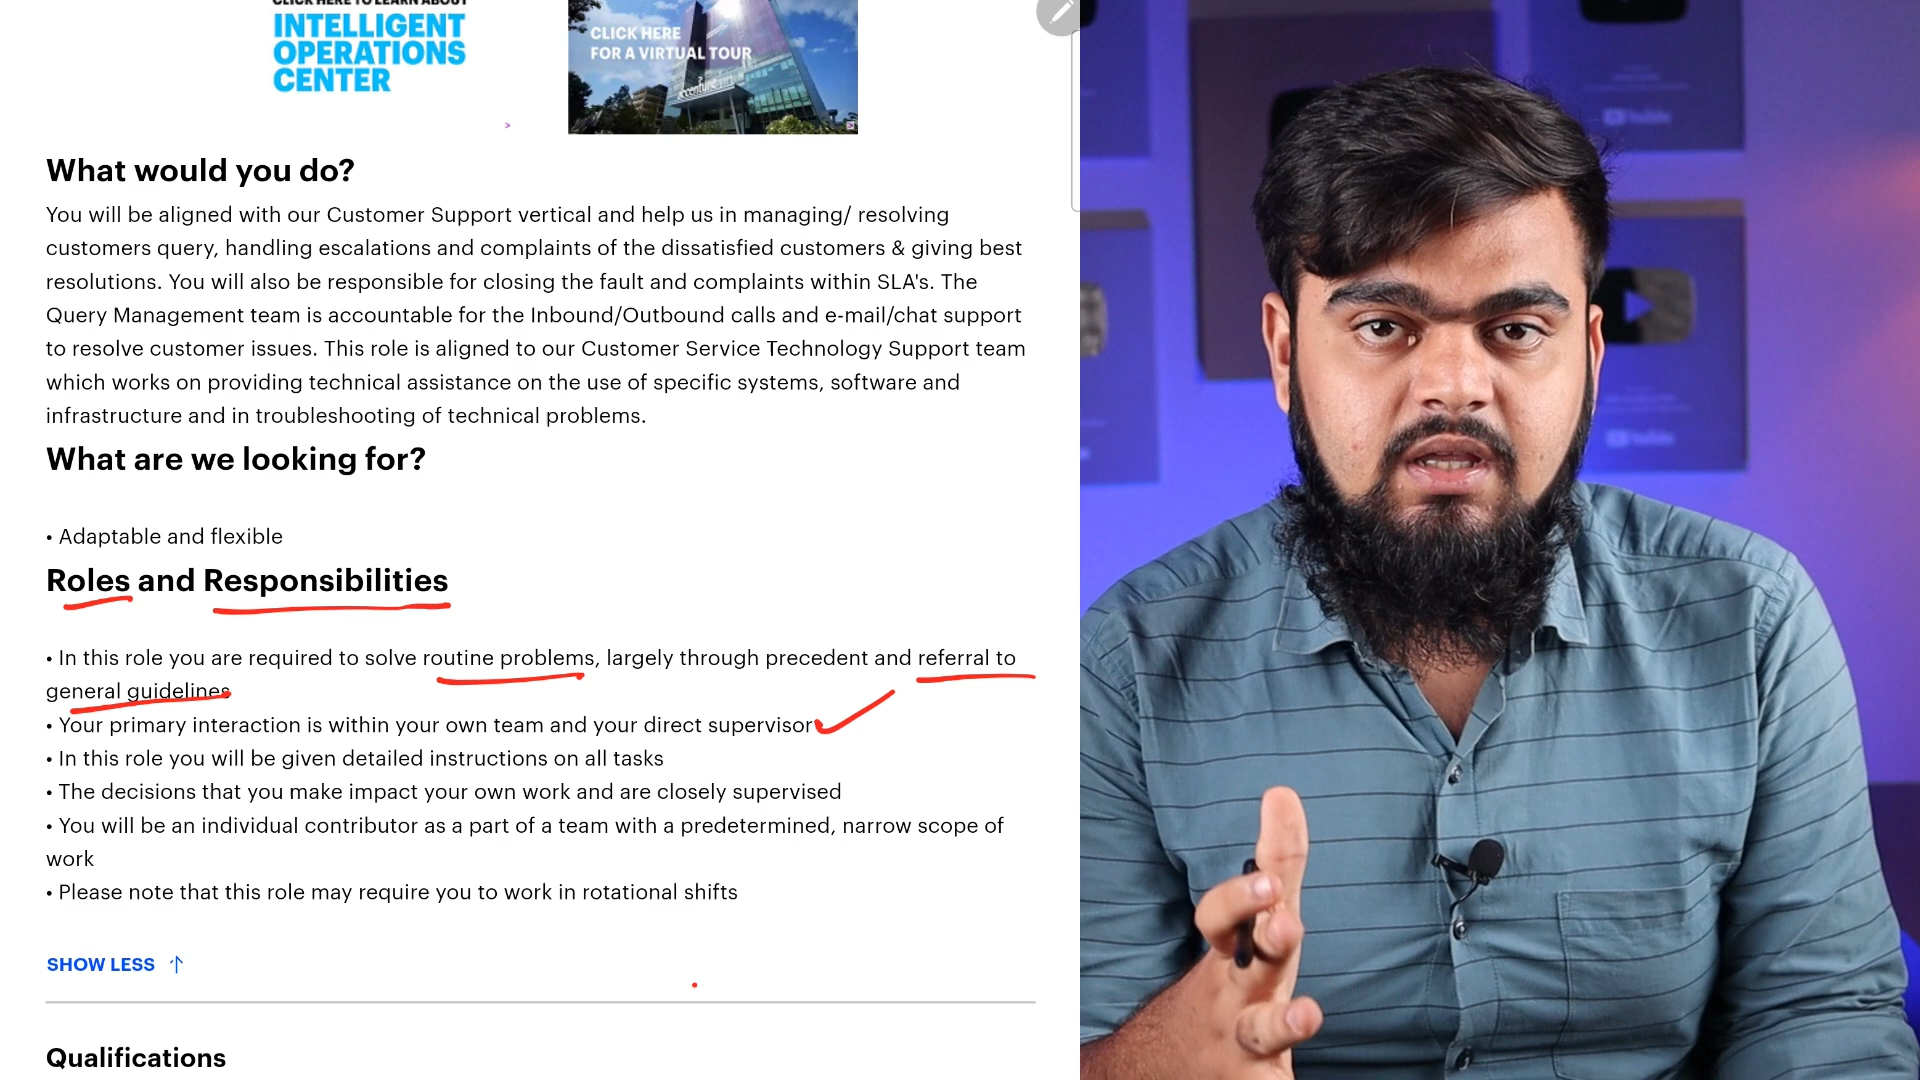 CLICK HERE TO LEARN ABOUT
INTELLIGENT
OPERATIONS
CENTER
CLICK HERE
FOR A VIRTUAL TOUR
accenture
What would you do?
You will be aligned with our Customer Support vertical and help us in managing/ resolving
customers query, handling escalations and complaints of the dissatisfied customers & giving best
resolutions. You will also be responsible for closing the fault and complaints within SLA's. The
Query Management team is accountable for the Inbound/Outbound calls and e-mail/chat support
to resolve customer issues. This role is aligned to our Customer Service Technology Support team
which works on providing technical assistance on the use of specific systems, software and
infrastructure and in troubleshooting of technical problems.
What are we looking for?
• Adaptable and flexible
Roles and Responsibilities
• In this role you are required to solve routine problems, largely through precedent and referral to
general guidelines
• Your primary interaction is within your own team and your direct supervisor
• In this role you will be given detailed instructions on all tasks
• The decisions that you make impact your own work and are closely supervised
• You will be an individual contributor as a part of a team with a predetermined, narrow scope of
work
• Please note that this role may require you to work in rotational shifts
SHOW LESS ↑
Qualifications
YouTube
YouTube